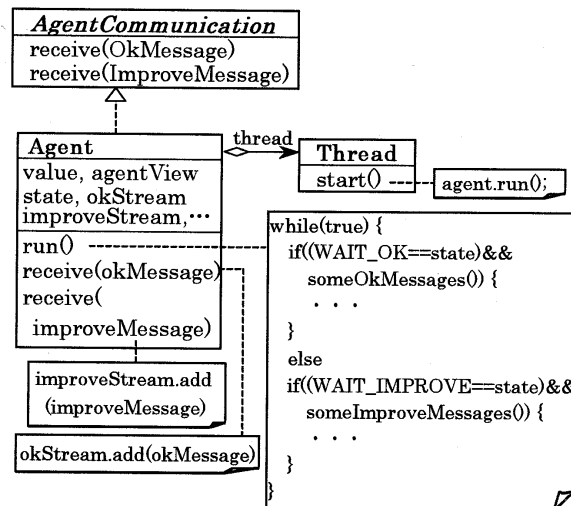 AgentCommunication
receive(OkMessage)
receive(ImproveMessage)
thread
Agent
value, agentView
state, okStream
improveStream,···
run()
receive(okMessage)
receive(
improveMessage)
Thread
start()
agent.run();
improveStream.add
(improveMessage)
okStream.add(okMessage)
while(true) {
if((WAIT_OK==state)&&
someOkMessages()) {
. . .
}
else
if((WAIT_IMPROVE==state)&&
someImproveMessages()) {
. . .
}
}